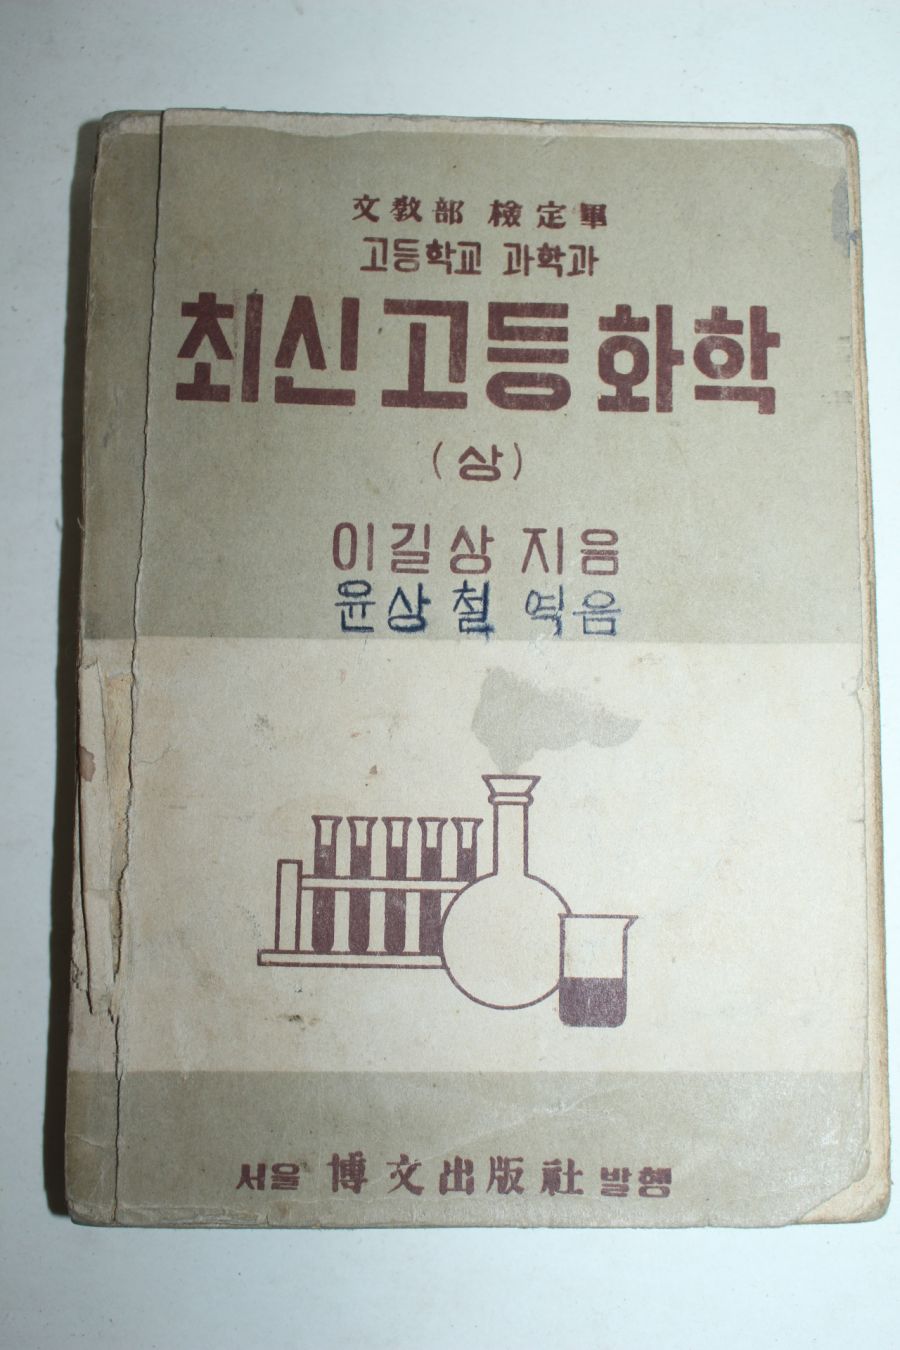 文教部 檢定畢
고등학교 과학과
최신고등화학
(상)
이길상 지음
윤상철 엮음
서울 博文出版社 발행